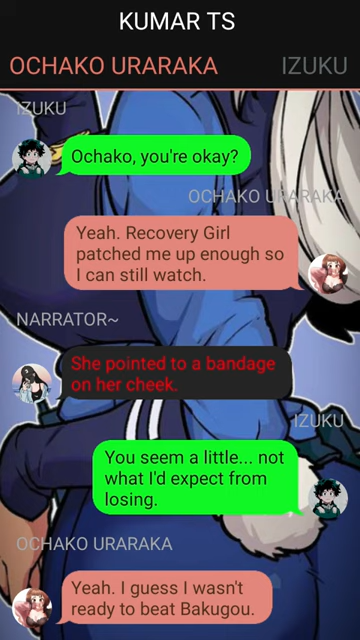 KUMAR TS
OCHAKO URARAKA IZUKU
IZUKU
Ochako, you're okay?
OCHAKO URARAKA
Yeah. Recovery Girl
patched me up enough so
I can still watch.
NARRATOR~
She pointed to a bandage
on her cheek.
IZUKU
You seem a little... not
what I'd expect from
losing.
OCHAKO URARAKA
Yeah. I guess I wasn't
ready to beat Bakugou.